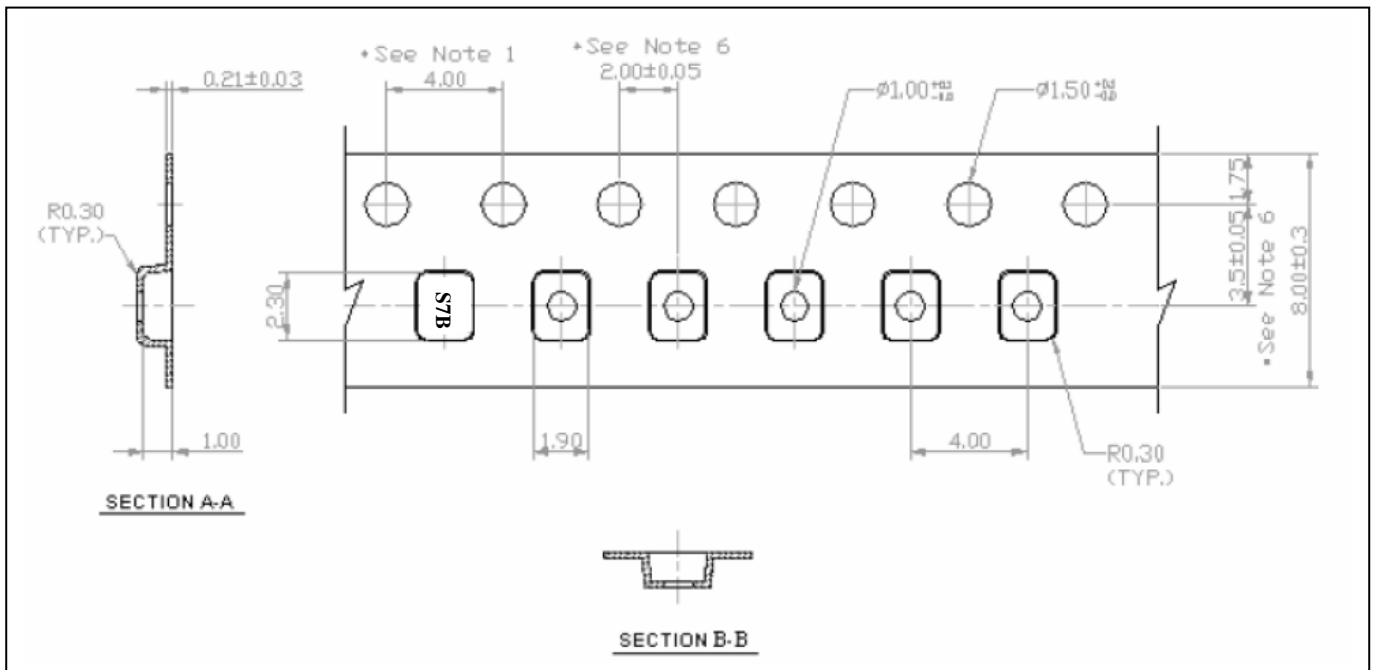 *See Note 1
*See Note 6
0.21±0.03
4.00
2.00±0.05
ø1.00
ø1.50
1.75
3.5±0.05
*See Note 6
8.00±0.3
R0.30
(TYP.)
2.30
S7B
1.00
1.90
4.00
R0.30
(TYP.)
SECTION A-A
SECTION B-B